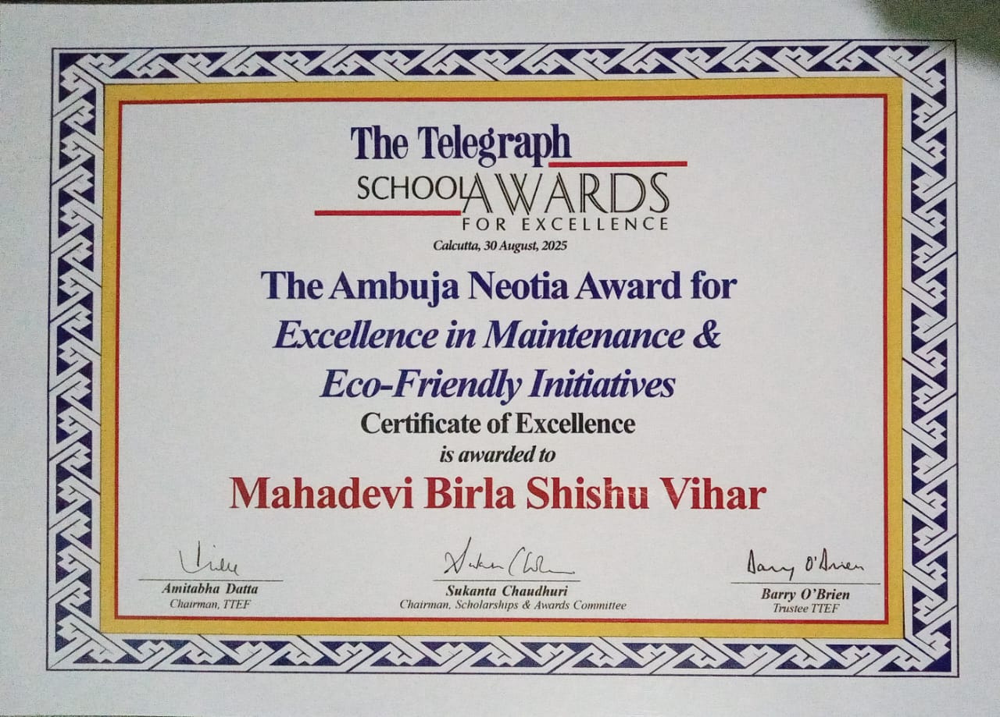 The Telegraph
SCHOOL AWARDS
FOR EXCELLENCE
Calcutta, 30 August, 2025
The Ambuja Neotia Award for
Excellence in Maintenance &
Eco-Friendly Initiatives
Certificate of Excellence
is awarded to
Mahadevi Birla Shishu Vihar
Barry O'Brien
Amitabha Datta
Chairman, TTEF
Sukanta Chaudhuri
Chairman, Scholarships & Awards Committee
Barry O'Brien
Trustee TTEF